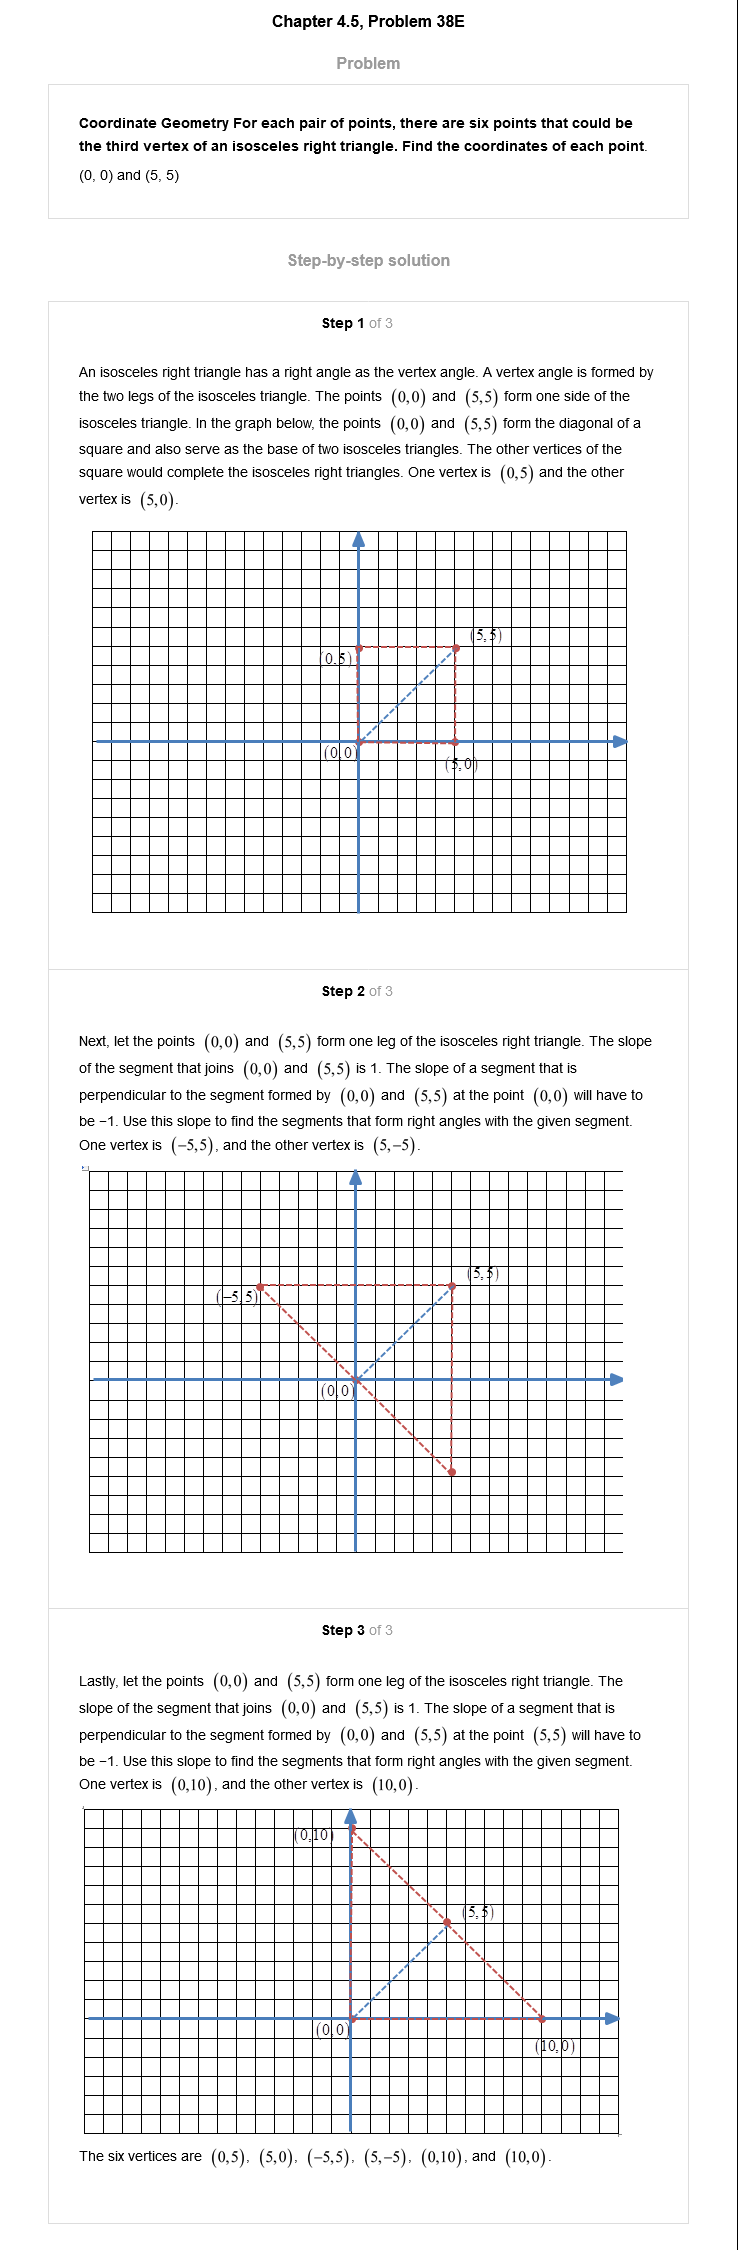 Chapter 4.5, Problem 38E
Problem
Coordinate Geometry For each pair of points, there are six points that could be
the third vertex of an isosceles right triangle. Find the coordinates of each point.
(0, 0) and (5, 5)
Step-by-step solution
Step 1 of 3
An isosceles right triangle has a right angle as the vertex angle. A vertex angle is formed by
the two legs of the isosceles triangle. The points (0,0) and (5,5) form one side of the
isosceles triangle. In the graph below, the points (0,0) and (5,5) form the diagonal of a
square and also serve as the base of two isosceles triangles. The other vertices of the
square would complete the isosceles right triangles. One vertex is (0,5) and the other
vertex is (5,0).
(5,5)
(0,5)
(0,0)
(5,0)
Step 2 of 3
Next, let the points (0,0) and (5,5) form one leg of the isosceles right triangle. The slope
of the segment that joins (0,0) and (5,5) is 1. The slope of a segment that is
perpendicular to the segment formed by (0,0) and (5,5) at the point (0,0) will have to
be −1. Use this slope to find the segments that form right angles with the given segment.
One vertex is (−5,5), and the other vertex is (5,−5).
(5,5)
(−5,5)
(0,0)
Step 3 of 3
Lastly, let the points (0,0) and (5,5) form one leg of the isosceles right triangle. The
slope of the segment that joins (0,0) and (5,5) is 1. The slope of a segment that is
perpendicular to the segment formed by (0,0) and (5,5) at the point (5,5) will have to
be −1. Use this slope to find the segments that form right angles with the given segment.
One vertex is (0,10), and the other vertex is (10,0).
(0,10)
(5,5)
(0,0)
(10,0)
The six vertices are (0,5), (5,0), (−5,5), (5,−5), (0,10), and (10,0).